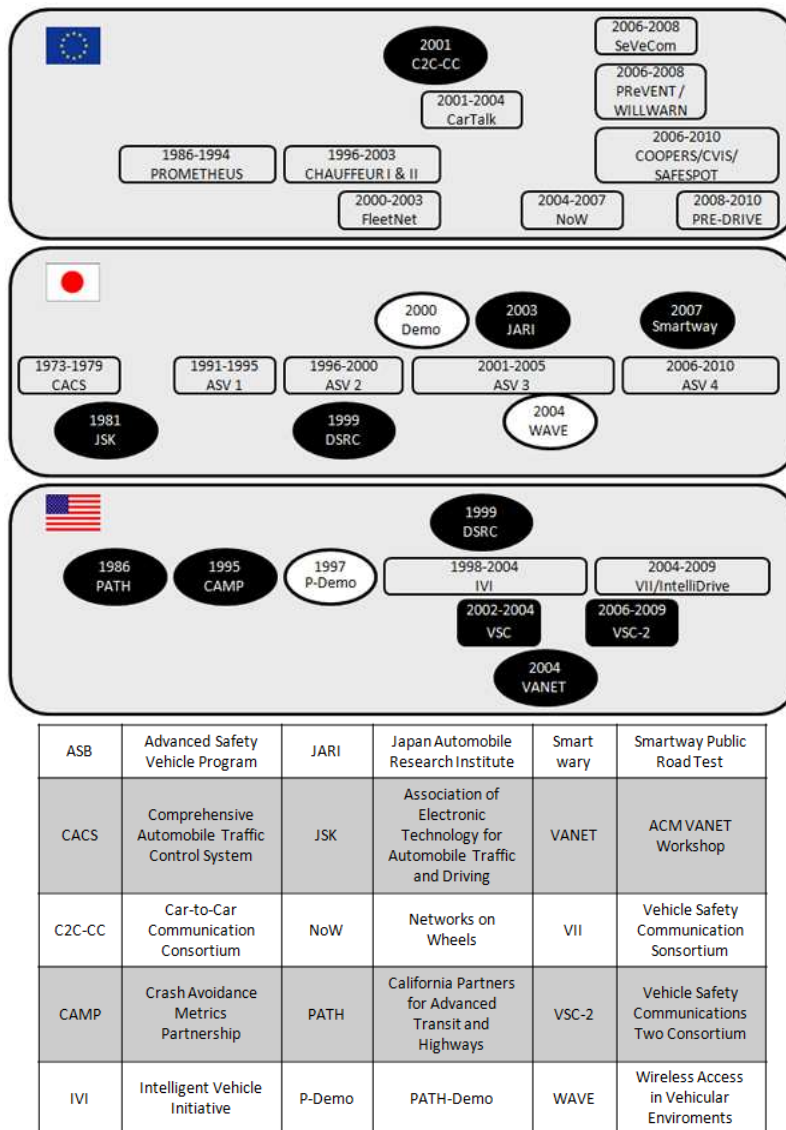 2001
C2C-CC
2006-2008
SeVeCom
2006-2008
PReVENT /
WILLWARN
2001-2004
CarTalk
2006-2010
COOPERS/CVIS/
SAFESPOT
1986-1994
PROMETHEUS
1996-2003
CHAUFFEUR I & II
2000-2003
FleetNet
2004-2007
NoW
2008-2010
PRE-DRIVE
2000
Demo
2003
JARI
2007
Smartway
1973-1979
CACS
1991-1995
ASV 1
1996-2000
ASV 2
2001-2005
ASV 3
2006-2010
ASV 4
1981
JSK
1999
DSRC
2004
WAVE
1999
DSRC
1986
PATH
1995
CAMP
1997
P-Demo
1998-2004
IVI
2004-2009
VII/IntelliDrive
2002-2004
VSC
2006-2009
VSC-2
2004
VANET
ASB
Advanced Safety
Vehicle Program
JARI
Japan Automobile
Research Institute
Smart
wary
Smartway Public
Road Test
CACS
Comprehensive
Automobile Traffic
Control System
JSK
Association of
Electronic
Technology for
Automobile Traffic
and Driving
VANET
ACM VANET
Workshop
C2C-CC
Car-to-Car
Communication
Consortium
NoW
Networks on
Wheels
VII
Vehicle Safety
Communication
Sonsortium
CAMP
Crash Avoidance
Metrics
Partnership
PATH
California Partners
for Advanced
Transit and
Highways
VSC-2
Vehicle Safety
Communications
Two Consortium
IVI
Intelligent Vehicle
Initiative
P-Demo
PATH-Demo
WAVE
Wireless Access
in Vehicular
Enviroments